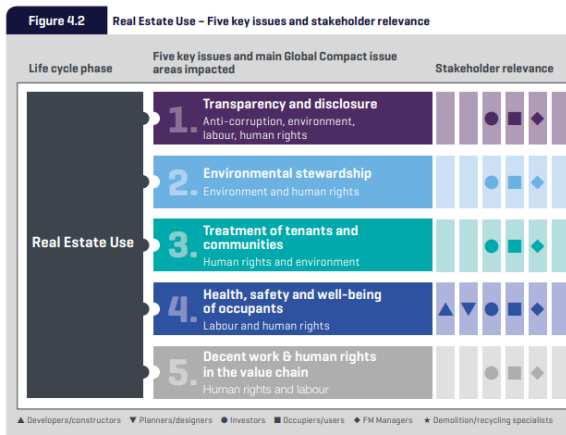 Figure 4.2
Real Estate Use – Five key issues and stakeholder relevance
Life cycle phase
Five key issues and main Global Compact issue
areas impacted
Stakeholder relevance
Real Estate Use
1. Transparency and disclosure
Anti-corruption, environment,
labour, human rights
2. Environmental stewardship
Environment and human rights
3. Treatment of tenants and
communities
Human rights and environment
4. Health, safety and well-being
of occupants
Labour and human rights
5. Decent work & human rights
in the value chain
Human rights and labour
▲ Developers/constructors ▼ Planners/designers ● Investors ■ Occupiers/users ◆ FM Managers ★ Demolition/recycling specialists